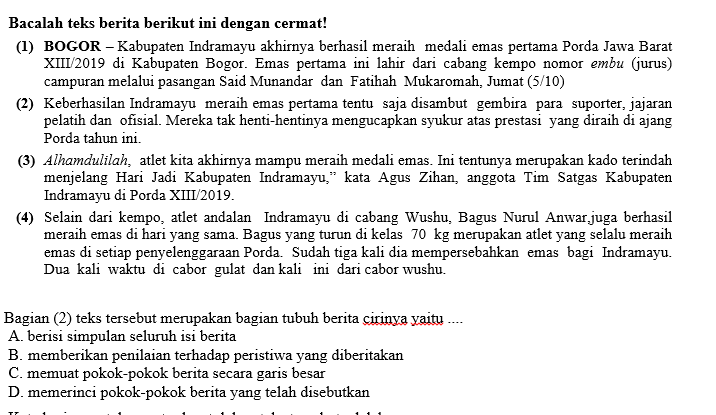 Bacalah teks berita berikut ini dengan cermat!
(1) BOGOR – Kabupaten Indramayu akhirnya berhasil meraih medali emas pertama Porda Jawa Barat
XIII/2019 di Kabupaten Bogor. Emas pertama ini lahir dari cabang kempo nomor embu (jurus)
campuran melalui pasangan Said Munandar dan Fatihah Mukaromah, Jumat (5/10)
(2) Keberhasilan Indramayu meraih emas pertama tentu saja disambut gembira para suporter, jajaran
pelatih dan ofisial. Mereka tak henti-hentinya mengucapkan syukur atas prestasi yang diraih di ajang
Porda tahun ini.
(3) Alhamdulilah, atlet kita akhirnya mampu meraih medali emas. Ini tentunya merupakan kado terindah
menjelang Hari Jadi Kabupaten Indramayu,” kata Agus Zihan, anggota Tim Satgas Kabupaten
Indramayu di Porda XIII/2019.
(4) Selain dari kempo, atlet andalan Indramayu di cabang Wushu, Bagus Nurul Anwar,juga berhasil
meraih emas di hari yang sama. Bagus yang turun di kelas 70 kg merupakan atlet yang selalu meraih
emas di setiap penyelenggaraan Porda. Sudah tiga kali dia mempersebahkan emas bagi Indramayu.
Dua kali waktu di cabor gulat dan kali ini dari cabor wushu.
Bagian (2) teks tersebut merupakan bagian tubuh berita cirinya yaitu ....
A. berisi simpulan seluruh isi berita
B. memberikan penilaian terhadap peristiwa yang diberitakan
C. memuat pokok-pokok berita secara garis besar
D. memerinci pokok-pokok berita yang telah disebutkan